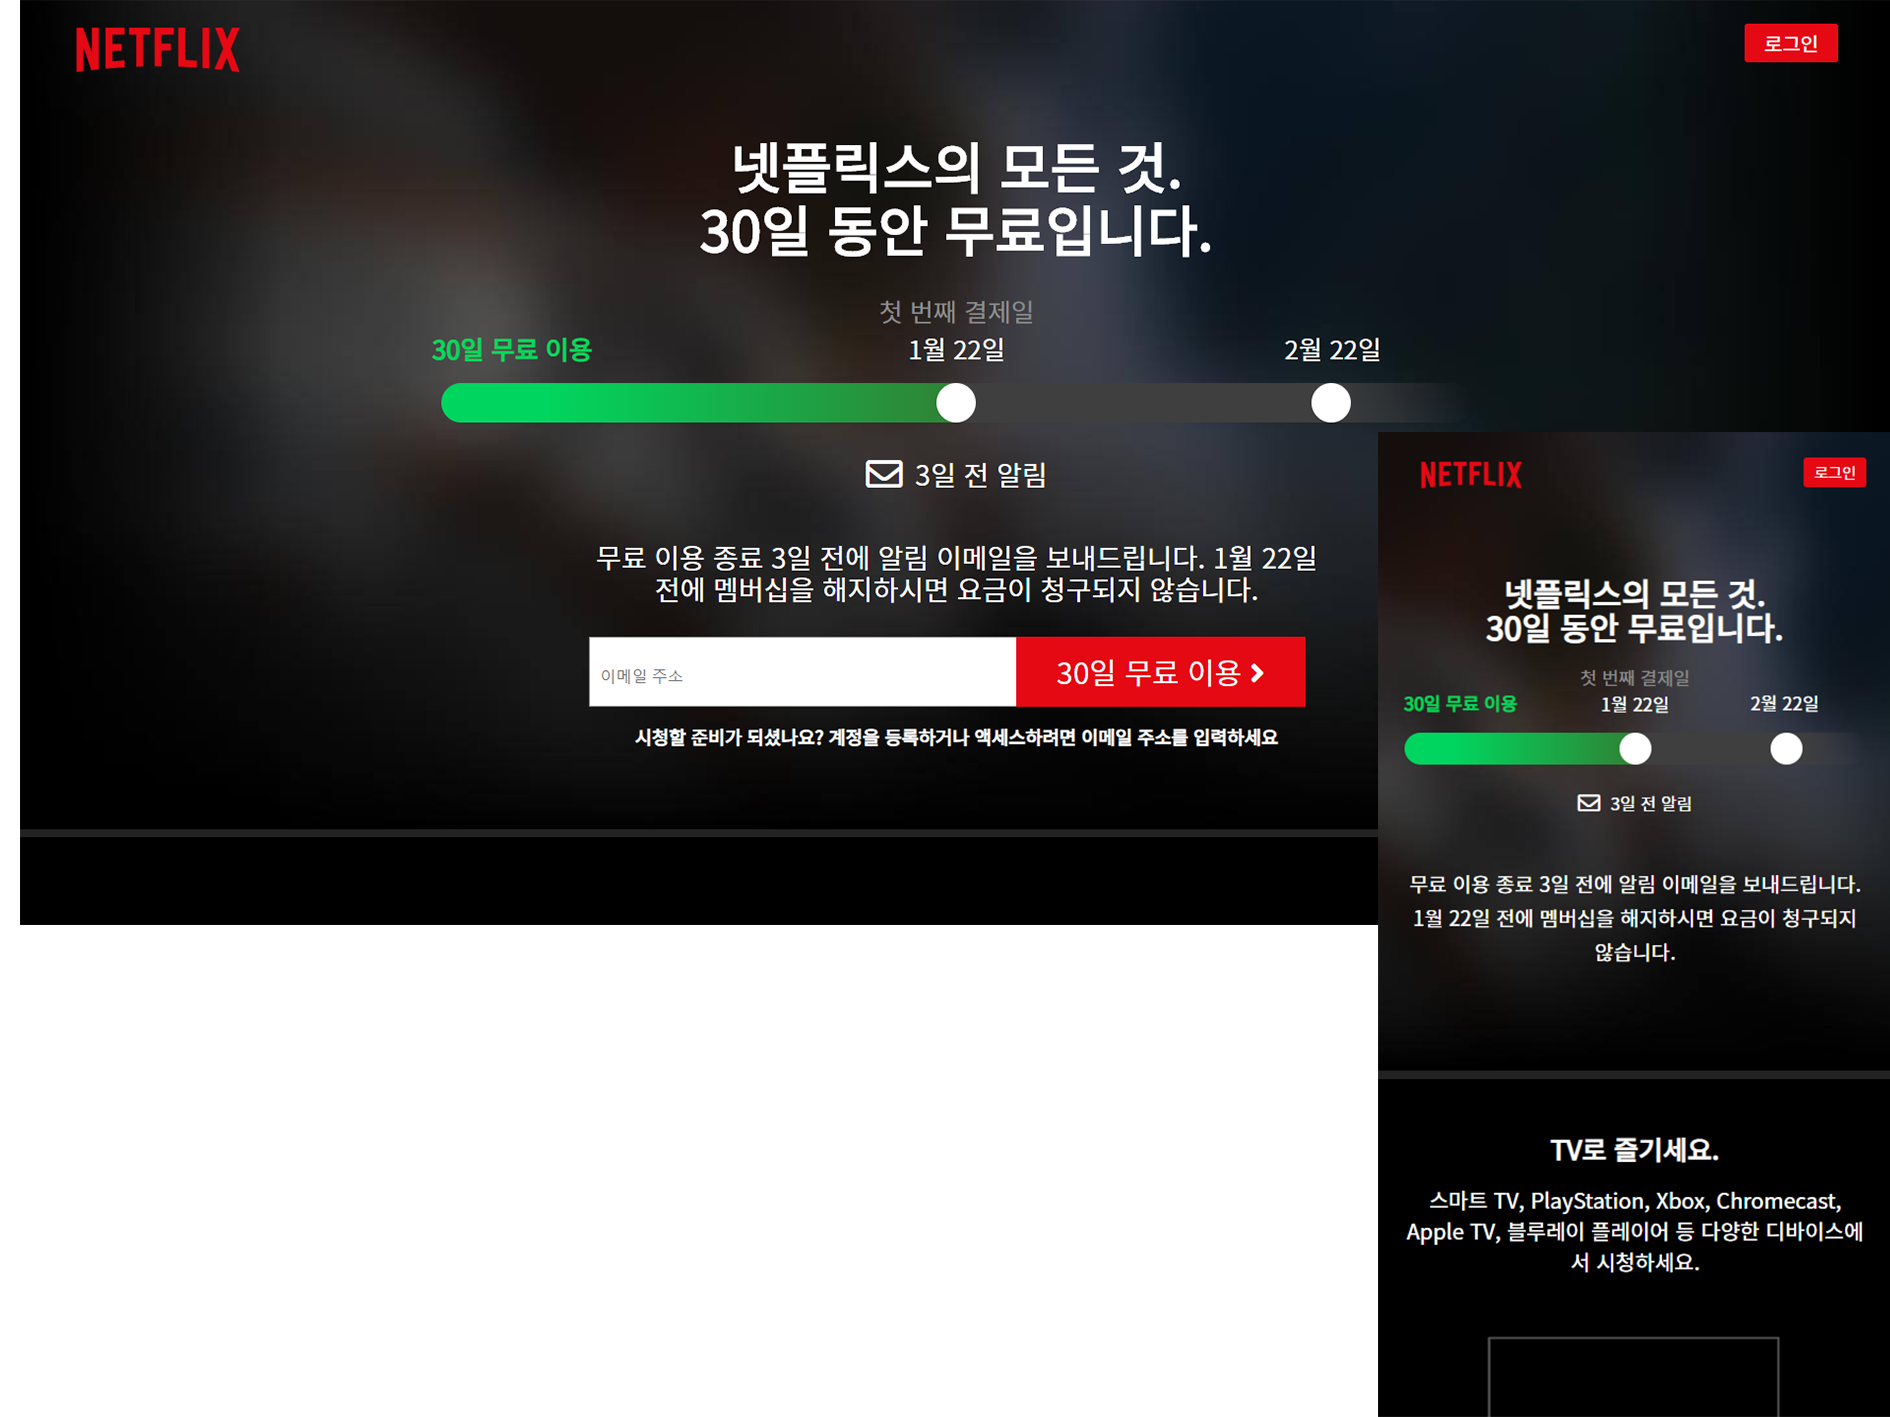 NETFLIX
로그인
넷플릭스의 모든 것.
30일 동안 무료입니다.
첫 번째 결제일
30일 무료 이용
1월 22일
2월 22일
3일 전 알림
무료 이용 종료 3일 전에 알림 이메일을 보내드립니다. 1월 22일
전에 멤버십을 해지하시면 요금이 청구되지 않습니다.
이메일 주소
30일 무료 이용
시청할 준비가 되셨나요? 계정을 등록하거나 액세스하려면 이메일 주소를 입력하세요
NETFLIX
로그인
넷플릭스의 모든 것.
30일 동안 무료입니다.
첫 번째 결제일
30일 무료 이용
1월 22일
2월 22일
3일 전 알림
무료 이용 종료 3일 전에 알림 이메일을 보내드립니다.
1월 22일 전에 멤버십을 해지하시면 요금이 청구되지
않습니다.
TV로 즐기세요.
스마트 TV, PlayStation, Xbox, Chromecast,
Apple TV, 블루레이 플레이어 등 다양한 디바이스에
서 시청하세요.